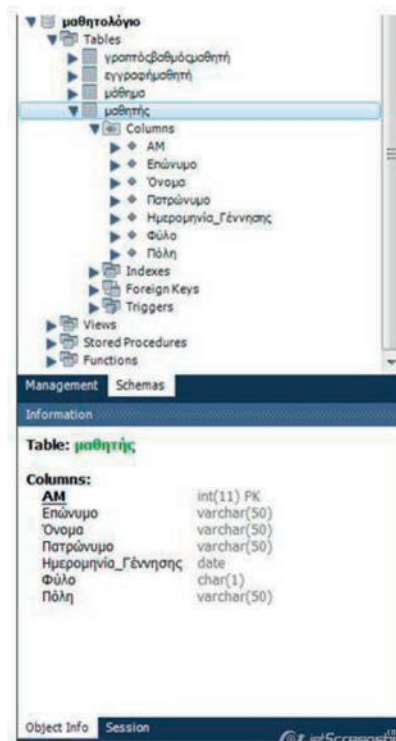 μαθητολόγιο
Tables
γραπτόςβαθμόςμαθητή
εγγραφήμαθητή
μάθημα
μαθητής
Columns
ΑΜ
Επώνυμο
Όνομα
Πατρώνυμο
Ημερομηνία_Γέννησης
Φύλο
Πόλη
Indexes
Foreign Keys
Triggers
Views
Stored Procedures
Functions
Management Schemas
Information
Table: μαθητής
Columns:
ΑΜ int(11) PK
Επώνυμο varchar(50)
Όνομα varchar(50)
Πατρώνυμο varchar(50)
Ημερομηνία_Γέννησης date
Φύλο char(1)
Πόλη varchar(50)
Object Info Session